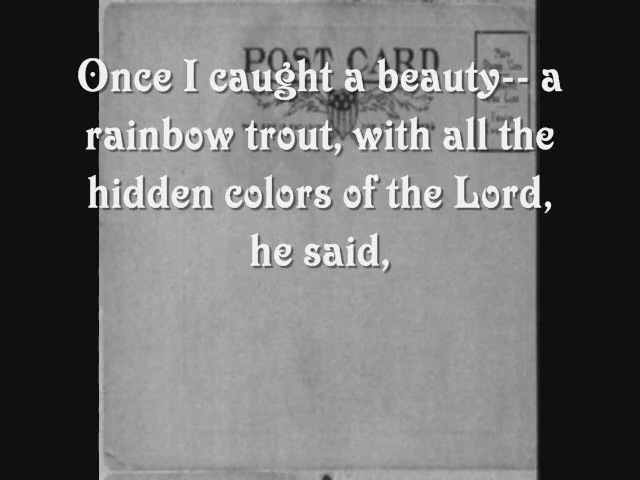 POST CARD
Once I caught a beauty-- a
rainbow trout, with all the
hidden colors of the Lord,
he said,